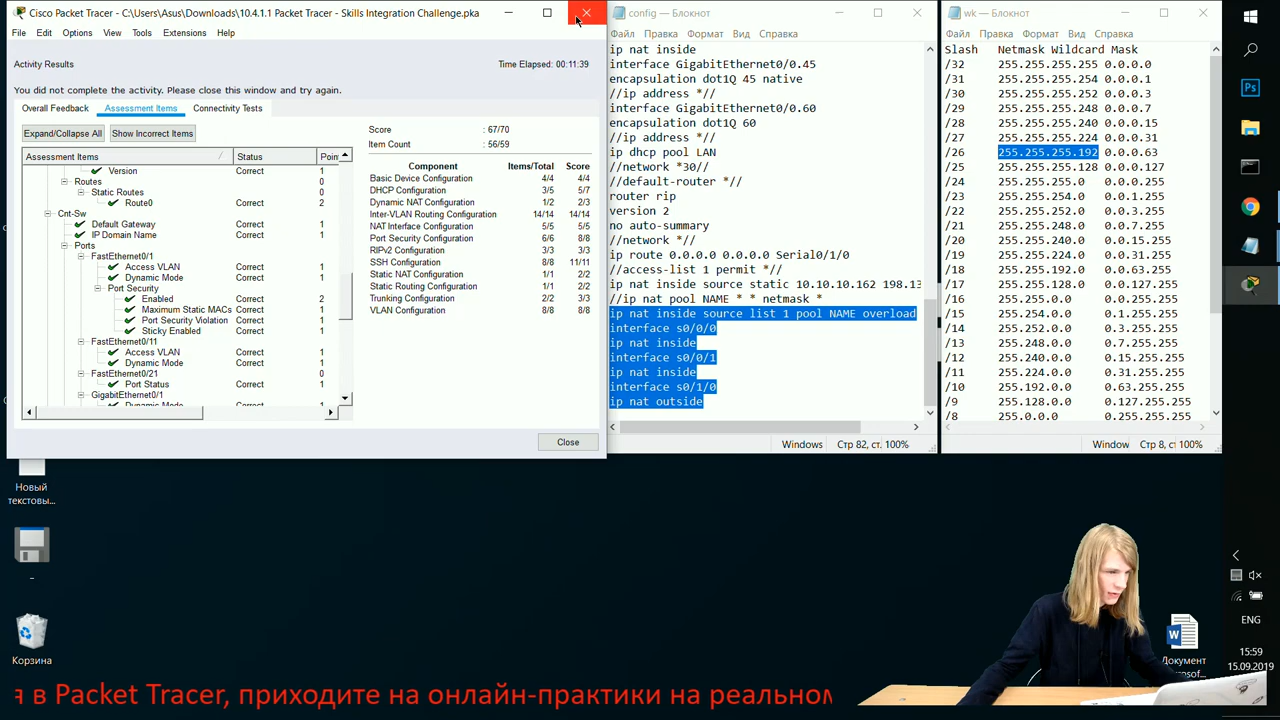 Cisco Packet Tracer - C:\Users\Asus\Downloads\10.4.1.1 Packet Tracer - Skills Integration Challenge.pka
File Edit Options View Tools Extensions Help
Activity Results
Time Elapsed: 00:11:39
You did not complete the activity. Please close this window and try again.
Overall Feedback Assessment Items Connectivity Tests
Expand/Collapse All Show Incorrect Items
Assessment Items Status Poin
Version Correct 1
Routes 0
Static Routes 0
Route0 Correct 2
Cnt-Sw
Default Gateway Correct 1
IP Domain Name Correct 1
Ports
FastEthernet0/1
Access VLAN Correct 1
Dynamic Mode Correct 1
Port Security
Enabled Correct 2
Maximum Static MACs Correct 1
Port Security Violation Correct 1
Sticky Enabled Correct 1
FastEthernet0/11
Access VLAN Correct 1
Dynamic Mode Correct 1
FastEthernet0/21
Port Status Correct 1
GigabitEthernet0/1
Dynamic Mode Correct 1
Score : 67/70
Item Count : 56/59
Component Items/Total Score
Basic Device Configuration 4/4 4/4
DHCP Configuration 3/5 5/7
Dynamic NAT Configuration 1/2 2/3
Inter-VLAN Routing Configuration 14/14 14/14
NAT Interface Configuration 5/5 5/5
Port Security Configuration 6/6 8/8
RIPv2 Configuration 3/3 3/3
SSH Configuration 8/8 11/11
Static NAT Configuration 1/1 2/2
Static Routing Configuration 1/1 2/2
Trunking Configuration 2/2 3/3
VLAN Configuration 8/8 8/8
Close
config — Блокнот
Файл Правка Формат Вид Справка
ip nat inside
interface GigabitEthernet0/0.45
encapsulation dot1Q 45 native
//ip address *//
interface GigabitEthernet0/0.60
encapsulation dot1Q 60
//ip address *//
ip dhcp pool LAN
//network *30//
//default-router *//
router rip
version 2
no auto-summary
//network *//
ip route 0.0.0.0 0.0.0.0 Serial0/1/0
//access-list 1 permit *//
ip nat inside source static 10.10.10.162 198.13
//ip nat pool NAME * * netmask *
ip nat inside source list 1 pool NAME overload
interface s0/0/0
ip nat inside
interface s0/0/1
ip nat inside
interface s0/1/0
ip nat outside
Windows Стр 82, ст. 100%
wk — Блокнот
Файл Правка Формат Вид Справка
Slash Netmask Wildcard Mask
/32 255.255.255.255 0.0.0.0
/31 255.255.255.254 0.0.0.1
/30 255.255.255.252 0.0.0.3
/29 255.255.255.248 0.0.0.7
/28 255.255.255.240 0.0.0.15
/27 255.255.255.224 0.0.0.31
/26 255.255.255.192 0.0.0.63
/25 255.255.255.128 0.0.0.127
/24 255.255.255.0 0.0.0.255
/23 255.255.254.0 0.0.1.255
/22 255.255.252.0 0.0.3.255
/21 255.255.248.0 0.0.7.255
/20 255.255.240.0 0.0.15.255
/19 255.255.224.0 0.0.31.255
/18 255.255.192.0 0.0.63.255
/17 255.255.128.0 0.0.127.255
/16 255.255.0.0 0.0.255.255
/15 255.254.0.0 0.1.255.255
/14 255.252.0.0 0.3.255.255
/13 255.248.0.0 0.7.255.255
/12 255.240.0.0 0.15.255.255
/11 255.224.0.0 0.31.255.255
/10 255.192.0.0 0.63.255.255
/9 255.128.0.0 0.127.255.255
/8 255.0.0.0 0.255.255.255
Window Стр 8, ст 100%
Ps
Новый
текстовы...
Корзина
W
Документ
ENG
15:59
15.09.2019
я в Packet Tracer, приходите на онлайн-практики на реальном